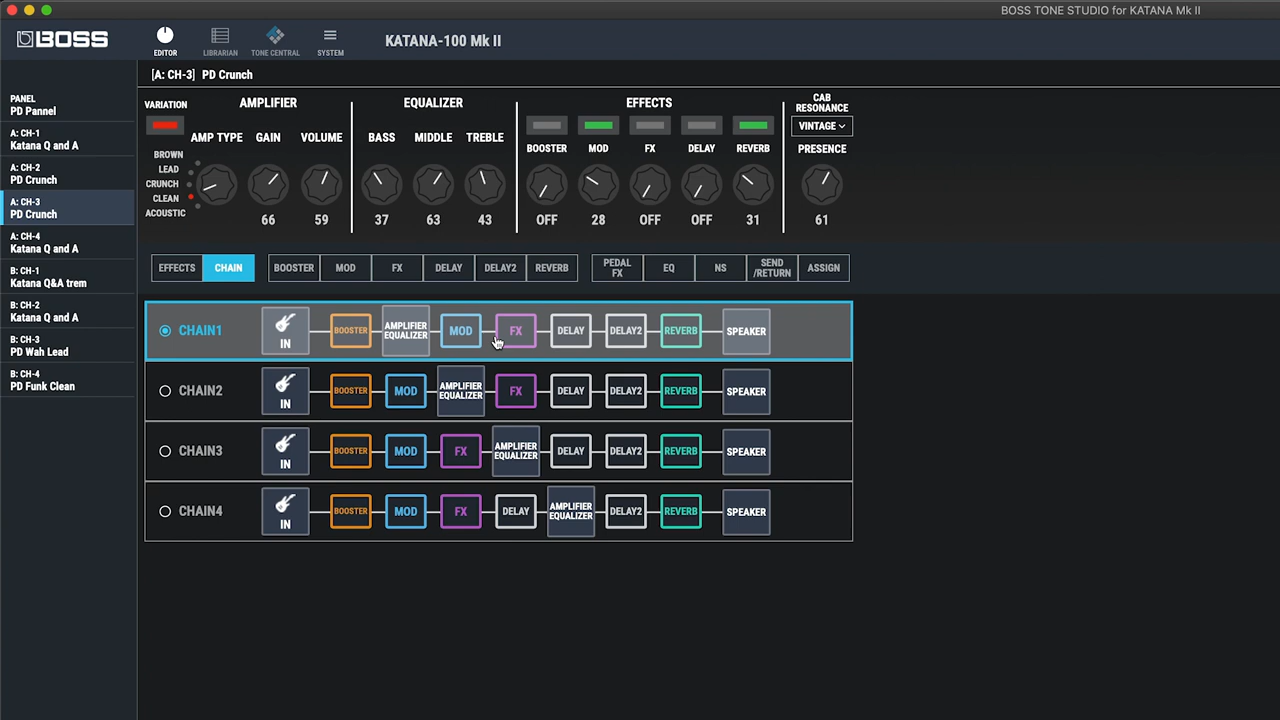 BOSS TONE STUDIO for KATANA Mk II
BOSS
EDITOR
LIBRARIAN
TONE CENTRAL
SYSTEM
KATANA-100 Mk II
[A: CH-3] PD Crunch
PANEL
PD Pannel
A: CH-1
Katana Q and A
A: CH-2
PD Crunch
A: CH-3
PD Crunch
A: CH-4
Katana Q and A
B: CH-1
Katana Q&A trem
B: CH-2
Katana Q and A
B: CH-3
PD Wah Lead
B: CH-4
PD Funk Clean
VARIATION
AMPLIFIER
AMP TYPE
GAIN
VOLUME
BROWN
LEAD
CRUNCH
CLEAN
ACOUSTIC
66
59
EQUALIZER
BASS
MIDDLE
TREBLE
37
63
43
EFFECTS
BOOSTER
MOD
FX
DELAY
REVERB
OFF
28
OFF
OFF
31
CAB
RESONANCE
VINTAGE
PRESENCE
61
EFFECTS
CHAIN
BOOSTER
MOD
FX
DELAY
DELAY2
REVERB
PEDAL
FX
EQ
NS
SEND
/RETURN
ASSIGN
CHAIN1
IN
BOOSTER
AMPLIFIER
EQUALIZER
MOD
FX
DELAY
DELAY2
REVERB
SPEAKER
CHAIN2
IN
BOOSTER
MOD
AMPLIFIER
EQUALIZER
FX
DELAY
DELAY2
REVERB
SPEAKER
CHAIN3
IN
BOOSTER
MOD
FX
AMPLIFIER
EQUALIZER
DELAY
DELAY2
REVERB
SPEAKER
CHAIN4
IN
BOOSTER
MOD
FX
DELAY
AMPLIFIER
EQUALIZER
DELAY2
REVERB
SPEAKER